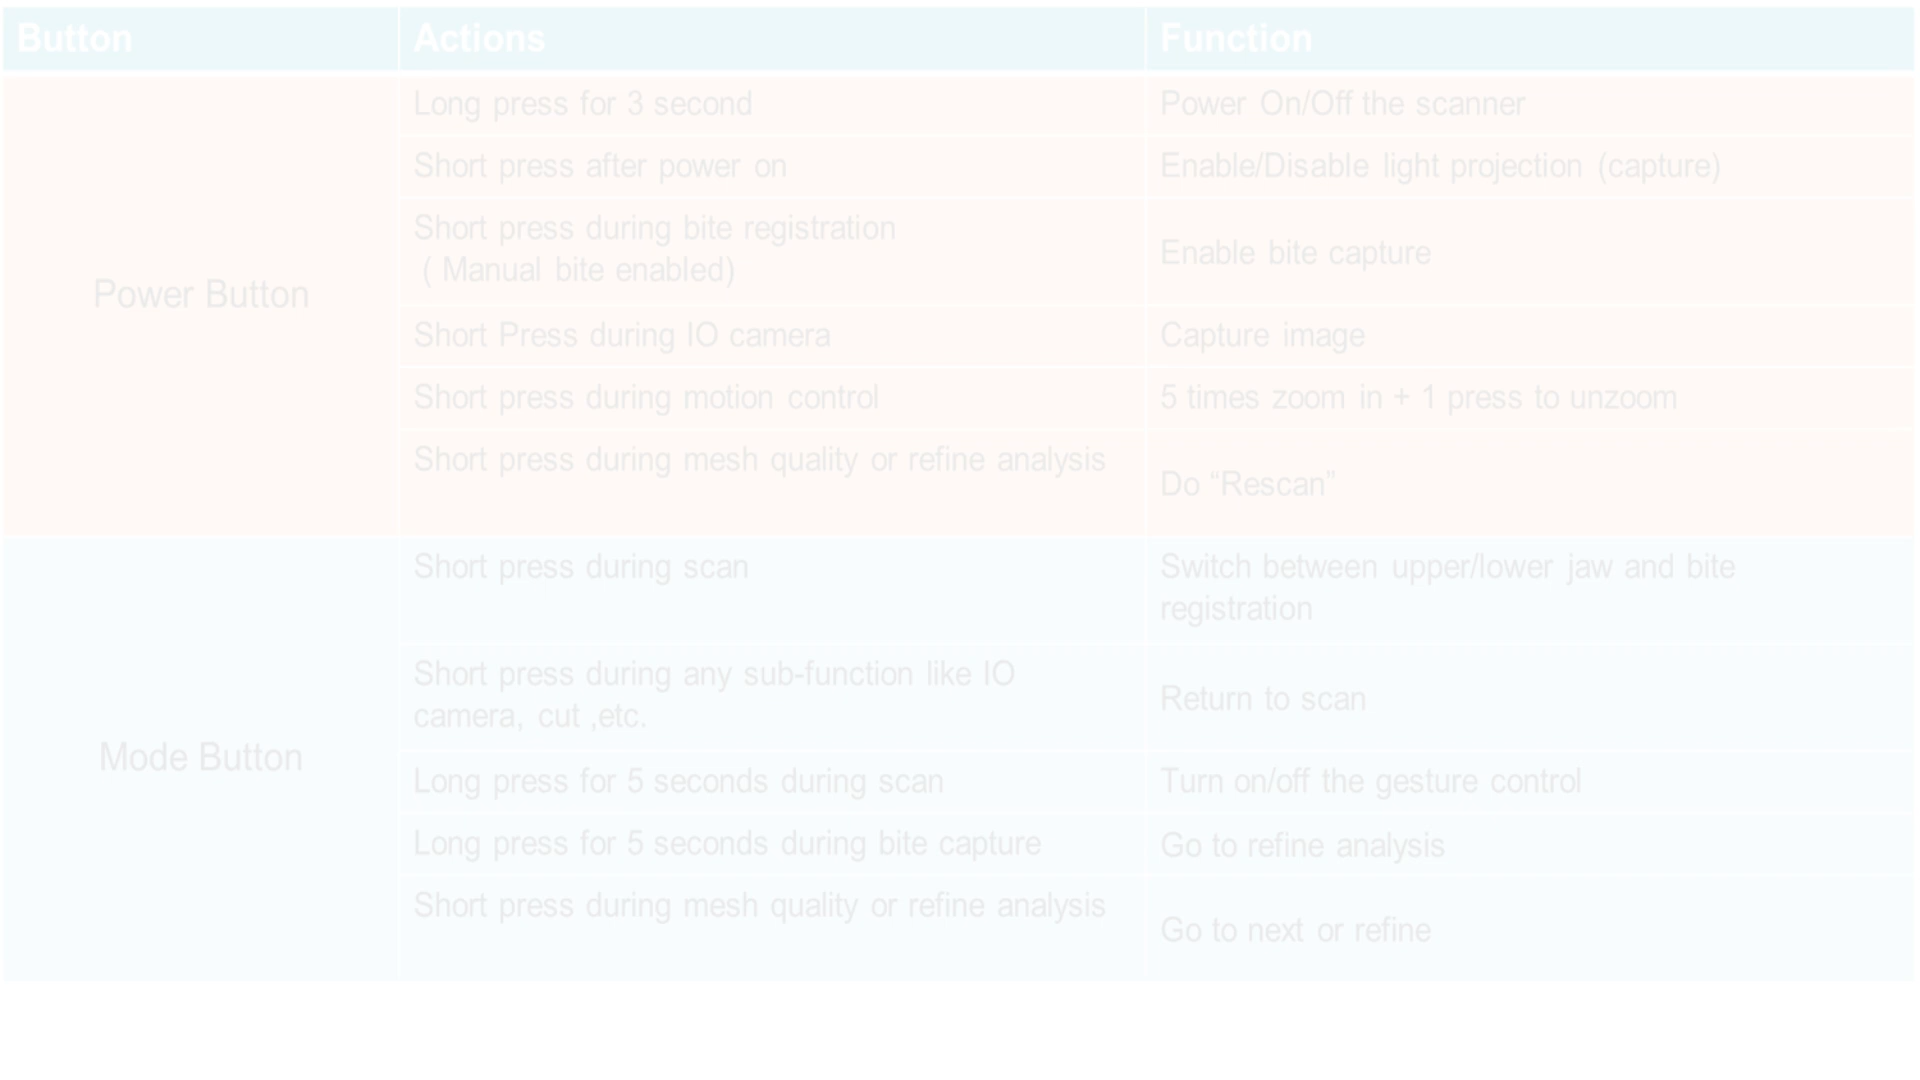 Button Actions Function
Power Button
Long press for 3 second Power On/Off the scanner
Short press after power on Enable/Disable light projection (capture)
Short press during bite registration
( Manual bite enabled) Enable bite capture
Short Press during IO camera Capture image
Short press during motion control 5 times zoom in + 1 press to unzoom
Short press during mesh quality or refine analysis Do “Rescan”
Mode Button
Short press during scan Switch between upper/lower jaw and bite
registration
Short press during any sub-function like IO
camera, cut ,etc. Return to scan
Long press for 5 seconds during scan Turn on/off the gesture control
Long press for 5 seconds during bite capture Go to refine analysis
Short press during mesh quality or refine analysis Go to next or refine